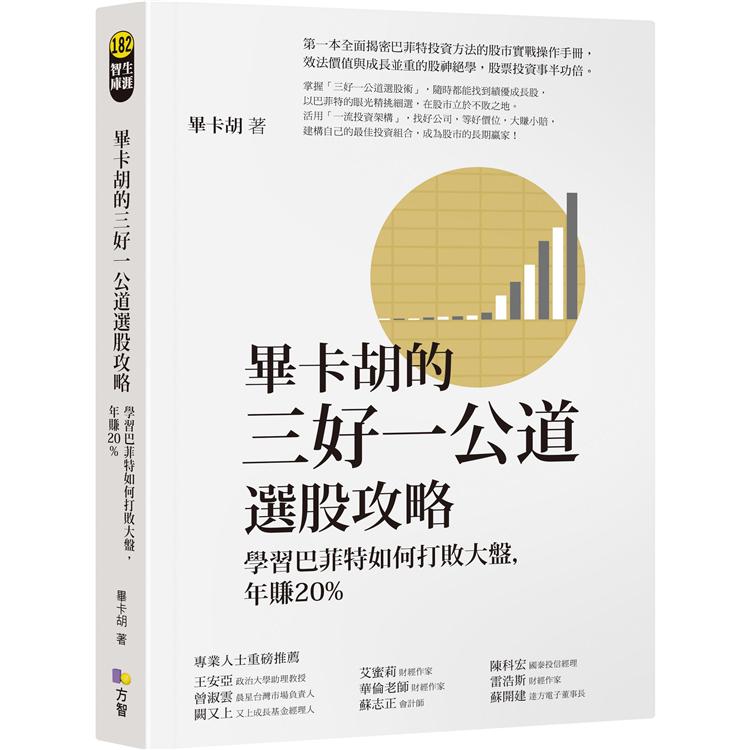 182
智生
庫涯
畢卡胡的三好一公道選股攻略
學習巴菲特如何打敗大盤，
年賺20%
畢卡胡 著
方智
第一本全面揭密巴菲特投資方法的股市實戰操作手冊，
效法價值與成長並重的股神絕學，股票投資事半功倍。
掌握「三好一公道選股術」，隨時都能找到績優成長股，
以巴菲特的眼光精挑細選，在股市立於不敗之地。
活用「一流投資架構」，找好公司，等好價位，大賺小賠，
建構自己的最佳投資組合，成為股市的長期贏家！
畢卡胡 著
畢卡胡的
三好一公道
選股攻略
學習巴菲特如何打敗大盤，
年賺20%
專業人士重磅推薦
王安亞 政治大學助理教授
曾淑雲 晨星台灣市場負責人
闕又上 又上成長基金經理人
艾蜜莉 財經作家
華倫老師 財經作家
蘇志正 會計師
陳科宏 國泰投信經理
雷浩斯 財經作家
蘇開建 達方電子董事長